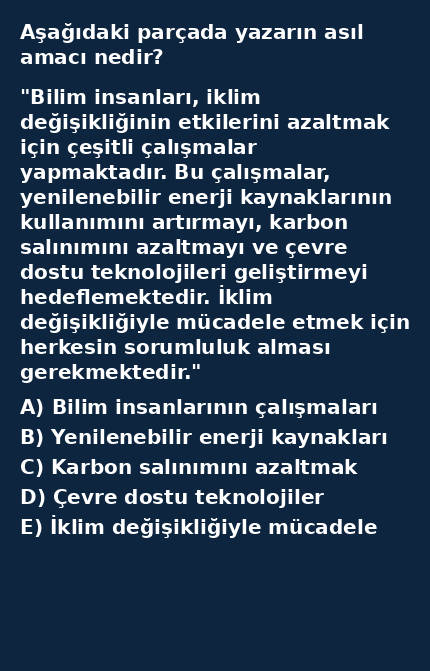 Aşağıdaki parçada yazarın asıl
amacı nedir?
"Bilim insanları, iklim
değişikliğinin etkilerini azaltmak
için çeşitli çalışmalar
yapmaktadır. Bu çalışmalar,
yenilenebilir enerji kaynaklarının
kullanımını artırmayı, karbon
salınımını azaltmayı ve çevre
dostu teknolojileri geliştirmeyi
hedeflemektedir. İklim
değişikliğiyle mücadele etmek için
herkesin sorumluluk alması
gerekmektedir."
A) Bilim insanlarının çalışmaları
B) Yenilenebilir enerji kaynakları
C) Karbon salınımını azaltmak
D) Çevre dostu teknolojiler
E) İklim değişikliğiyle mücadele